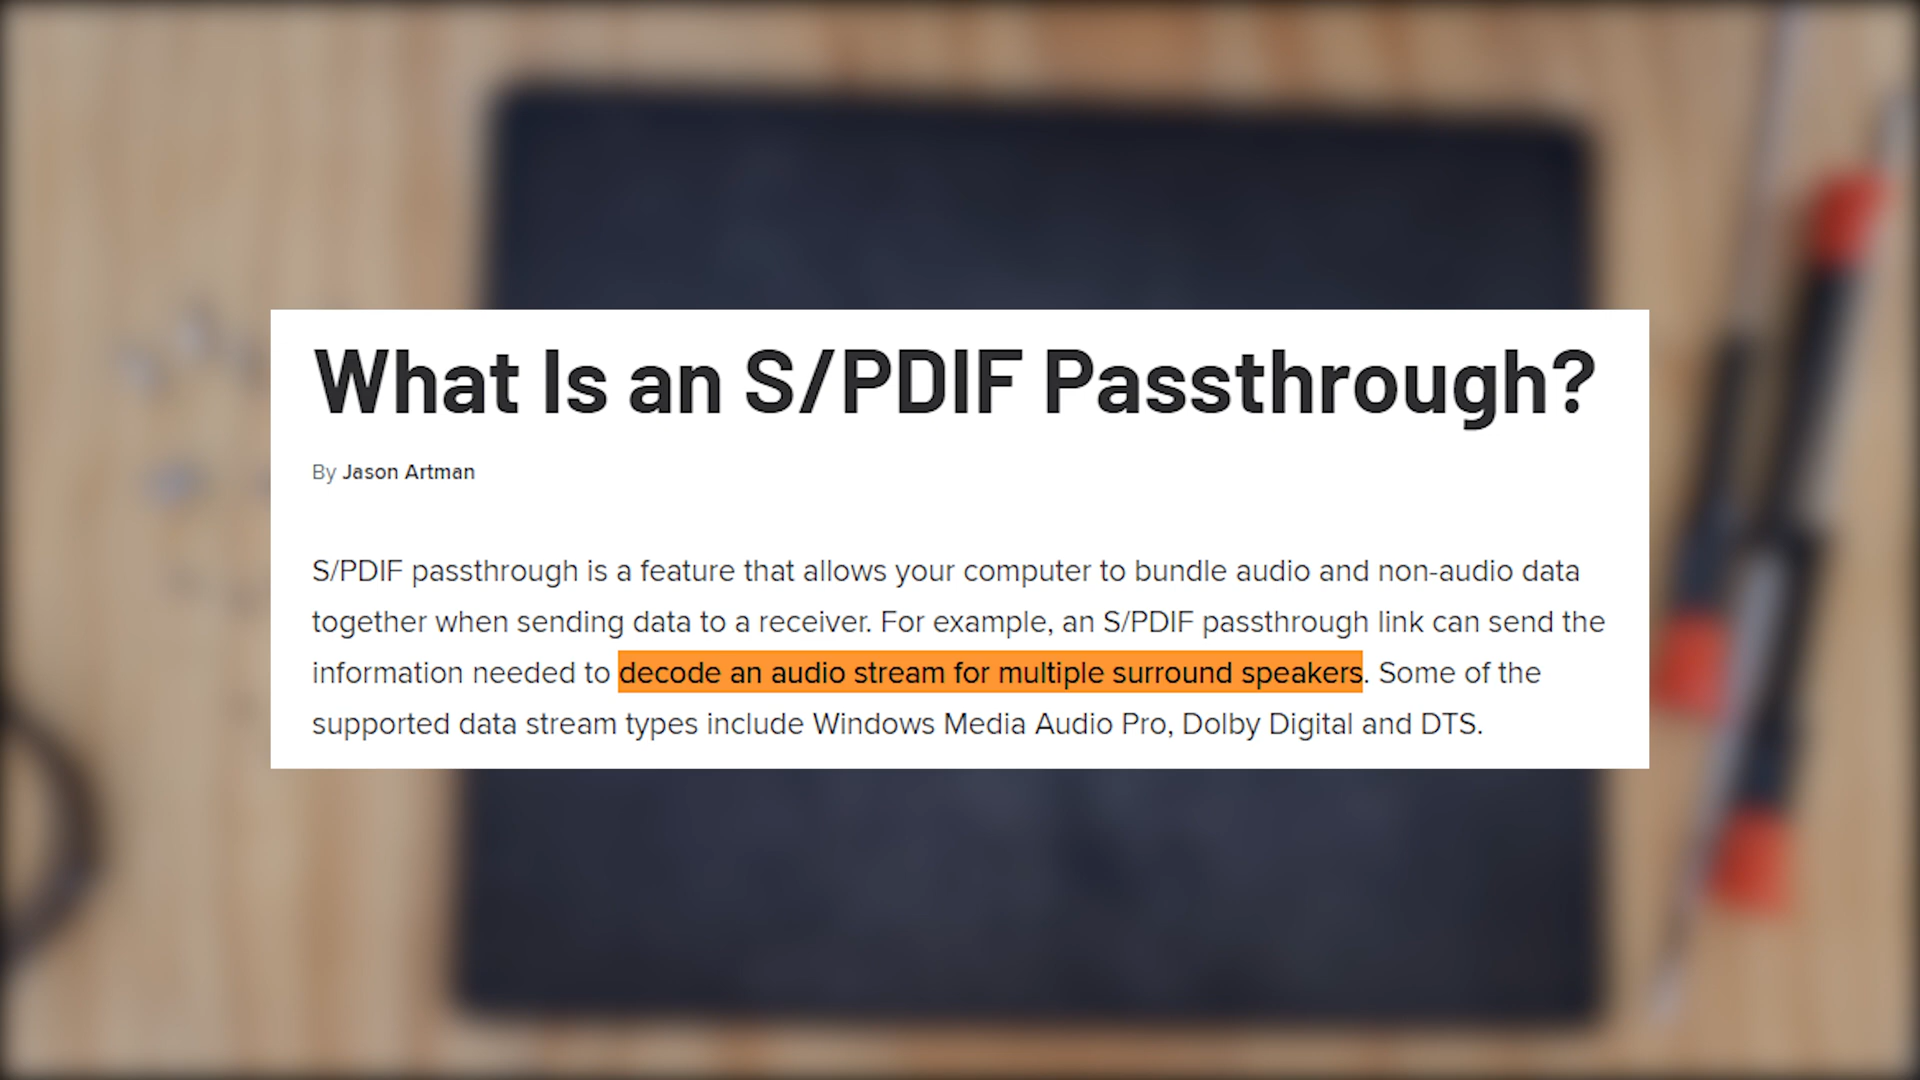 What Is an S/PDIF Passthrough?
By Jason Artman
S/PDIF passthrough is a feature that allows your computer to bundle audio and non-audio data
together when sending data to a receiver. For example, an S/PDIF passthrough link can send the
information needed to decode an audio stream for multiple surround speakers. Some of the
supported data stream types include Windows Media Audio Pro, Dolby Digital and DTS.